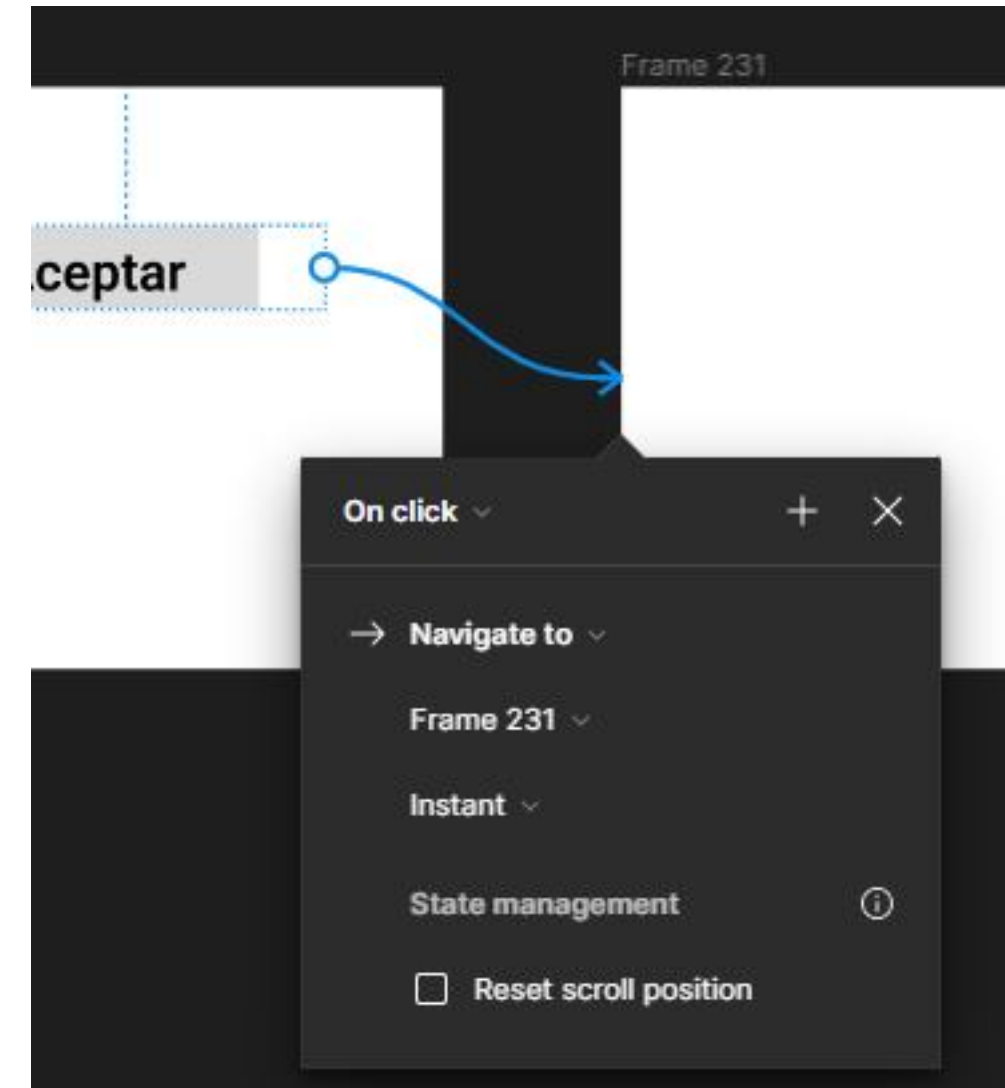 Frame 231
ceptar
On click
Navigate to
Frame 231
Instant
State management
Reset scroll position